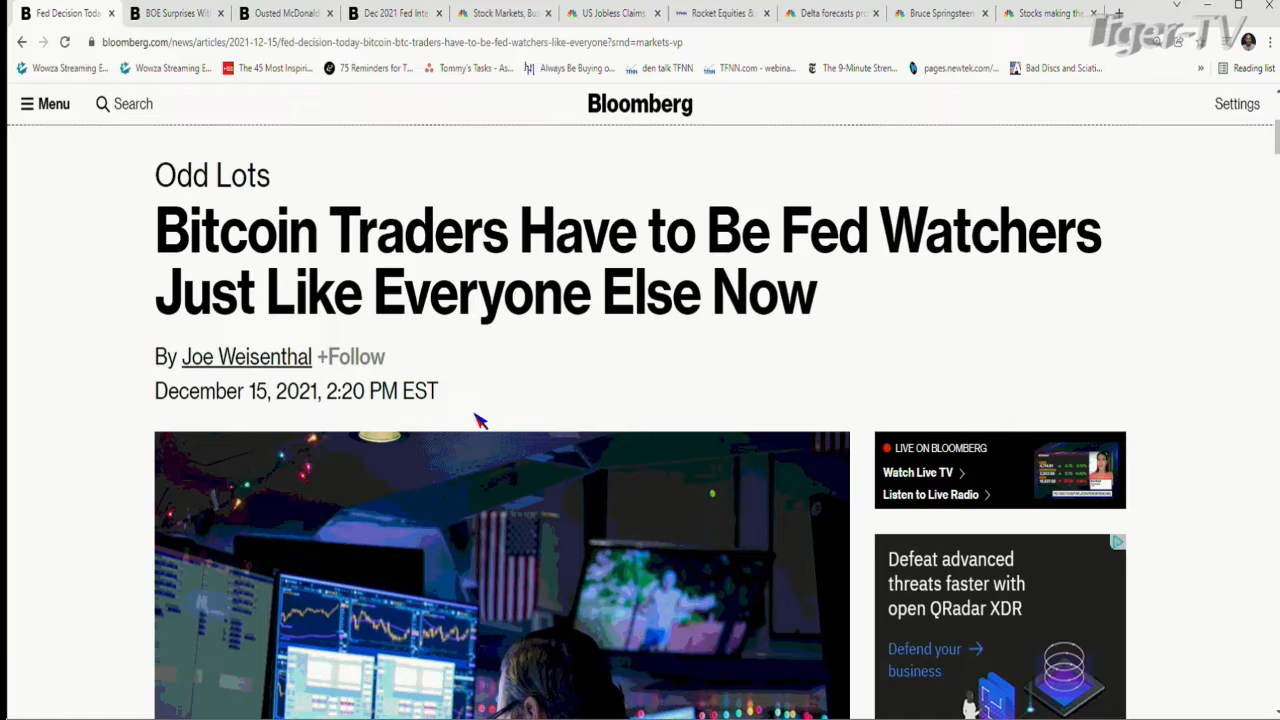 Fed Decision Toda
BOE Surprises Wit
Ousted McDonald
Dec 2021 Fed Inte
Stock Markets, Bus
US Jobless Claims
Rocket Equities &
Delta forecasts pro
Bruce Springsteen
Stocks making the
Tiger-TV
bloomberg.com/news/articles/2021-12-15/fed-decision-today-bitcoin-btc-traders-have-to-be-fed-watchers-like-everyone?srnd=markets-vp
Wowza Streaming E...
Wowza Streaming E...
The 45 Most Inspiri...
75 Reminders for T...
Tommy's Tasks - As...
Always Be Buying o...
den talk TFNN
TFNN.com - webina...
The 9-Minute Stren...
pages.newtek.com/...
Bad Discs and Sciati...
»
Reading list
Menu
Search
Bloomberg
Settings
Odd Lots
Bitcoin Traders Have to Be Fed Watchers
Just Like Everyone Else Now
By Joe Weisenthal +Follow
December 15, 2021, 2:20 PM EST
LIVE ON BLOOMBERG
Watch Live TV >
Listen to Live Radio >
Defeat advanced
threats faster with
open QRadar XDR
Defend your →
business